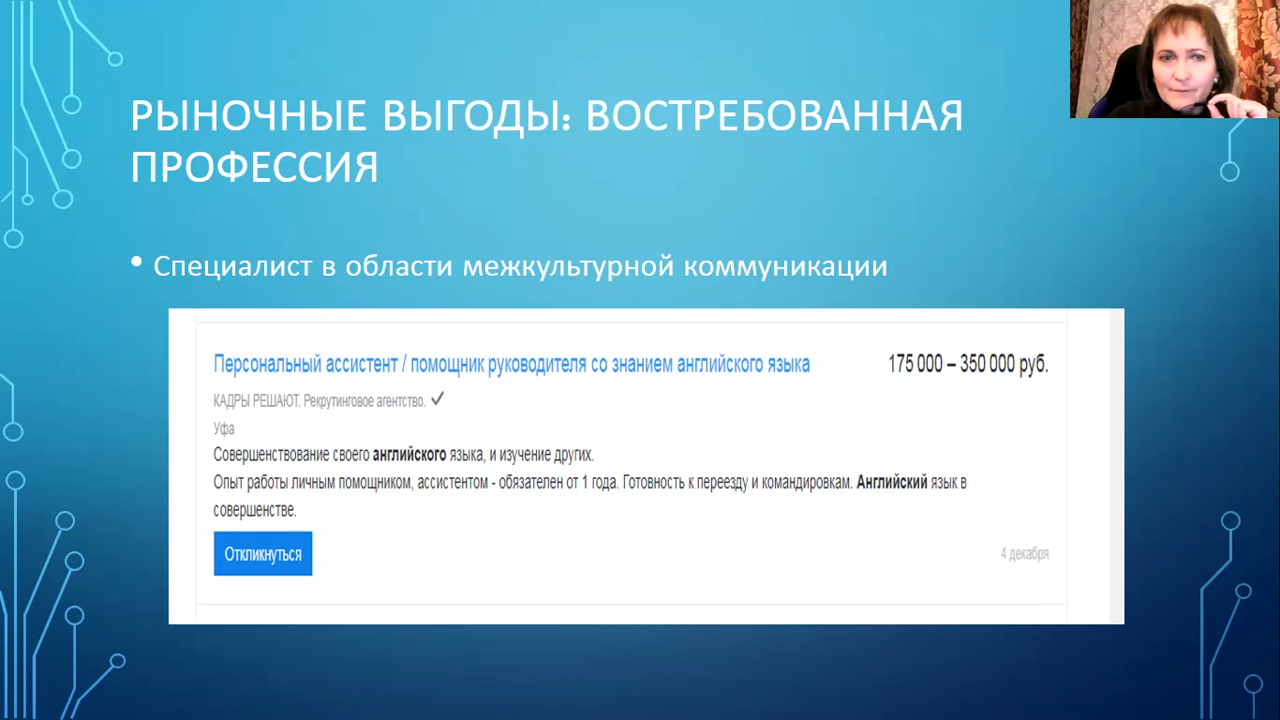 РЫНОЧНЫЕ ВЫГОДЫ: ВОСТРЕБОВАННАЯ
ПРОФЕССИЯ
• Специалист в области межкультурной коммуникации
Персональный ассистент / помощник руководителя со знанием английского языка
175 000 – 350 000 руб.
КАДРЫ РЕШАЮТ. Рекрутинговое агентство. ✓
Уфа
Совершенствование своего английского языка, и изучение других.
Опыт работы личным помощником, ассистентом - обязателен от 1 года. Готовность к переезду и командировкам. Английский язык в
совершенстве.
Откликнуться
4 декабря